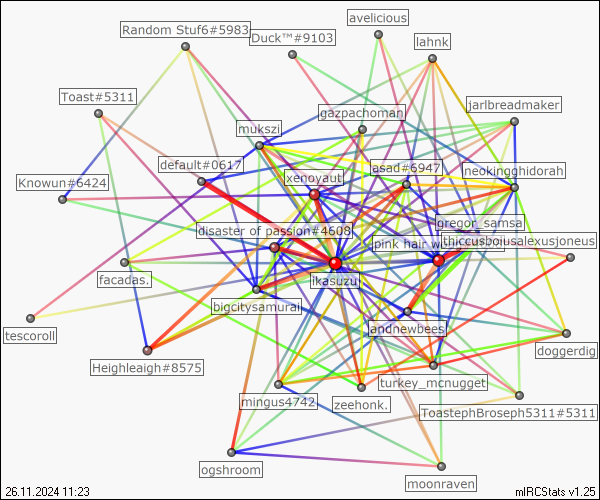 avelicious
Random Stuf6#5983
Duck™#9103
lahnk
Toast#5311
jarlbreadmaker
gazpachoman
mukszi
default#0617
asad#6947
neokingghidorah
xenoyaut
Knowun#6424
gregor_samsa
disaster of passion#4608
pink hair w
thiccusboiusalexusjoneus
facadas.
ikasuzu
bigcitysamurai
tescoroll
andnewbees
doggerdig
Heighleaigh#8575
turkey_mcnugget
mingus4742
zeehonk.
ToastephBroseph5311#5311
ogshroom
moonraven
26.11.2024 11:23
mIRCStats v1.25